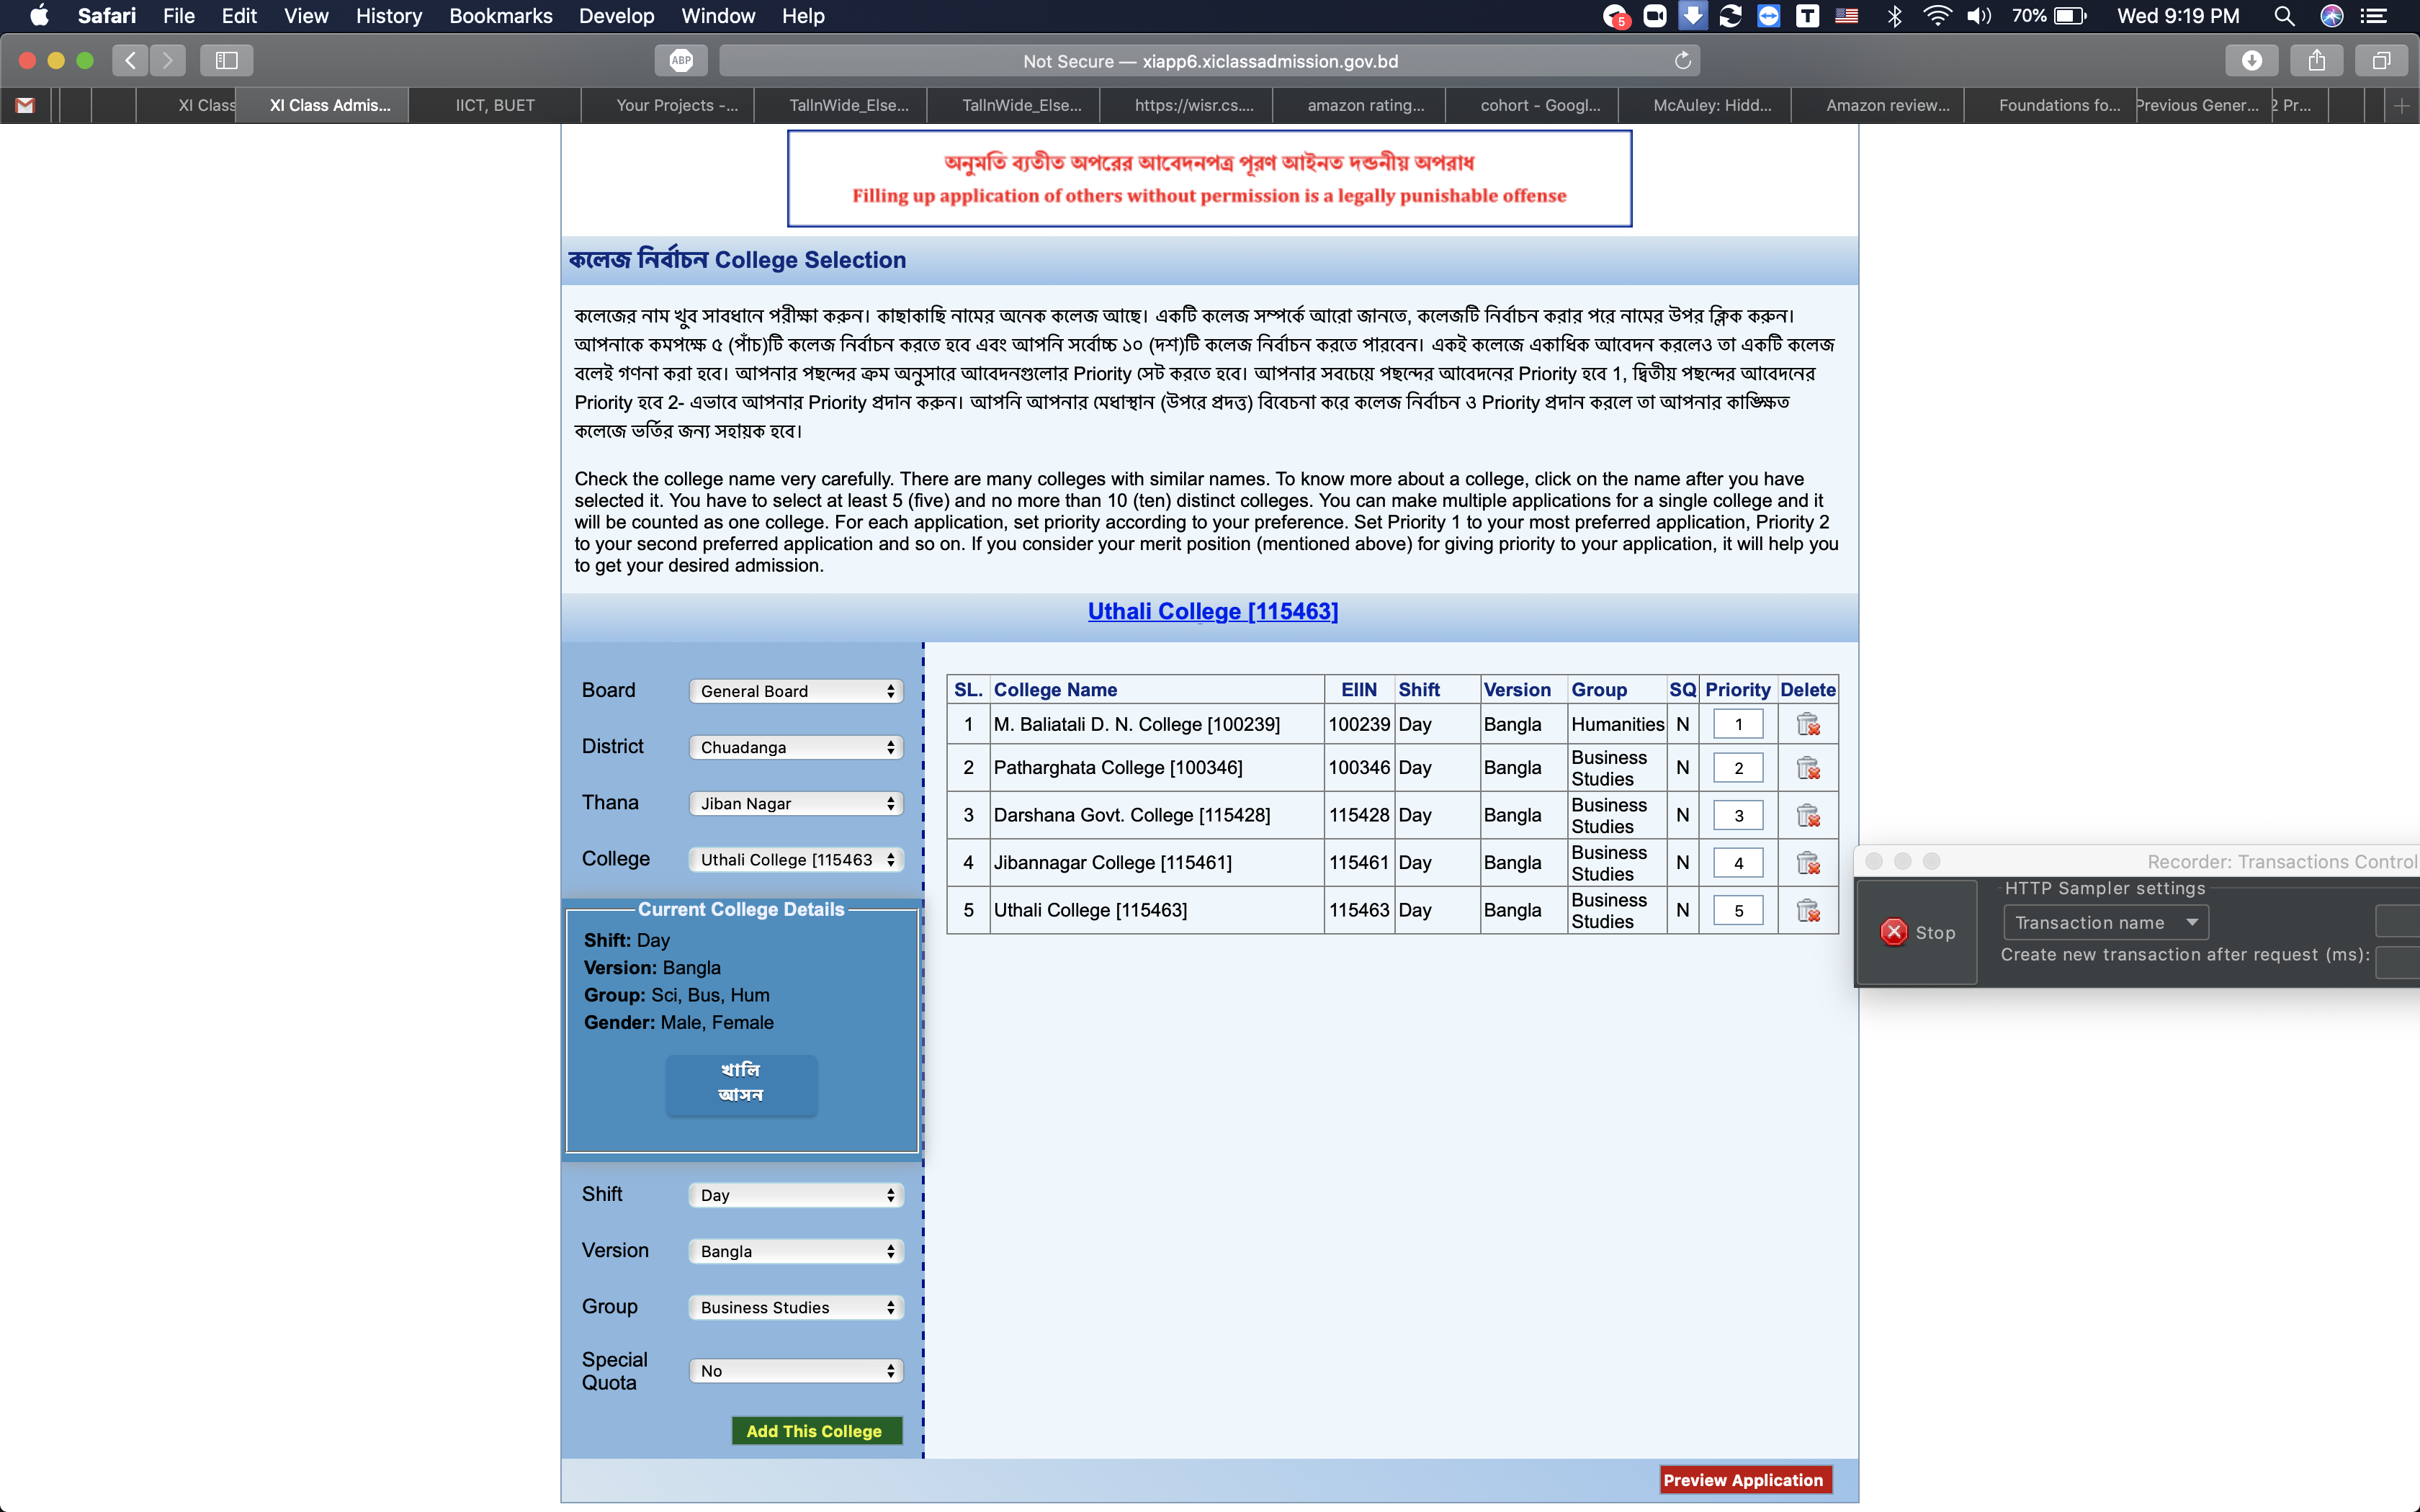 Safari File Edit View History Bookmarks Develop Window Help
5 T 70% Wed 9:19 PM
ABP
Not Secure — xiapp6.xiclassadmission.gov.bd
XI Class
XI Class Admis...
IICT, BUET
Your Projects -...
TallnWide_Else...
TallnWide_Else...
https://wisr.cs....
amazon rating...
cohort - Googl...
McAuley: Hidd...
Amazon review...
Foundations fo...
Previous Gener...
2 Pr...
অনুমতি ব্যতীত অপরের আবেদনপত্র পূরণ আইনত দন্ডনীয় অপরাধ
Filling up application of others without permission is a legally punishable offense
কলেজ নির্বাচন College Selection
কলেজের নাম খুব সাবধানে পরীক্ষা করুন। কাছাকাছি নামের অনেক কলেজ আছে। একটি কলেজ সম্পর্কে আরো জানতে, কলেজটি নির্বাচন করার পরে নামের উপর ক্লিক করুন।
আপনাকে কমপক্ষে ৫ (পাঁচ)টি কলেজ নির্বাচন করতে হবে এবং আপনি সর্বোচ্চ ১০ (দশ)টি কলেজ নির্বাচন করতে পারবেন। একই কলেজে একাধিক আবেদন করলেও তা একটি কলেজ
বলেই গণনা করা হবে। আপনার পছন্দের ক্রম অনুসারে আবেদনগুলোর Priority সেট করতে হবে। আপনার সবচেয়ে পছন্দের আবেদনের Priority হবে 1, দ্বিতীয় পছন্দের আবেদনের
Priority হবে 2- এভাবে আপনার Priority প্রদান করুন। আপনি আপনার মেধাস্থান (উপরে প্রদত্ত) বিবেচনা করে কলেজ নির্বাচন ও Priority প্রদান করলে তা আপনার কাঙ্ক্ষিত
কলেজে ভর্তির জন্য সহায়ক হবে।
Check the college name very carefully. There are many colleges with similar names. To know more about a college, click on the name after you have
selected it. You have to select at least 5 (five) and no more than 10 (ten) distinct colleges. You can make multiple applications for a single college and it
will be counted as one college. For each application, set priority according to your preference. Set Priority 1 to your most preferred application, Priority 2
to your second preferred application and so on. If you consider your merit position (mentioned above) for giving priority to your application, it will help you
to get your desired admission.
Uthali College [115463]
Board General Board
District Chuadanga
Thana Jiban Nagar
College Uthali College [115463
Current College Details
Shift: Day
Version: Bangla
Group: Sci, Bus, Hum
Gender: Male, Female
খালি
আসন
Shift Day
Version Bangla
Group Business Studies
Special
Quota No
Add This College
SL. College Name EIIN Shift Version Group SQ Priority Delete
1 M. Baliatali D. N. College [100239] 100239 Day Bangla Humanities N 1
2 Patharghata College [100346] 100346 Day Bangla Business Studies N 2
3 Darshana Govt. College [115428] 115428 Day Bangla Business Studies N 3
4 Jibannagar College [115461] 115461 Day Bangla Business Studies N 4
5 Uthali College [115463] 115463 Day Bangla Business Studies N 5
Recorder: Transactions Control
HTTP Sampler settings
Stop
Transaction name
Create new transaction after request (ms):
Preview Application